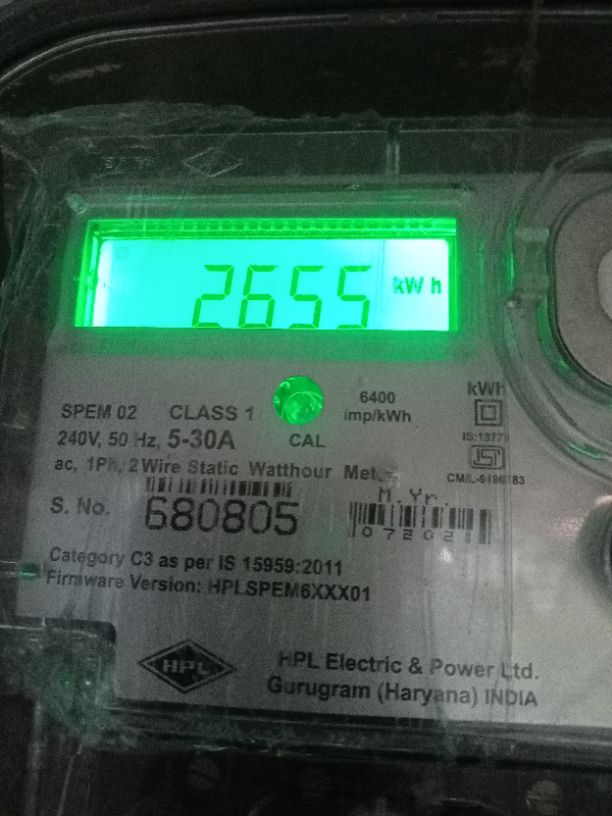 2655 kWh
6400
imp/kWh
kWh
SPEM 02 CLASS 1
240V, 50 Hz, 5-30A
CAL
ac, 1Ph, 2 Wire Static Watthour
M.Yr.
S. No. 680805
Category C3 as per IS 15959:2011
Firmware Version: HPLSPEM6XXX01
HPL
HPL Electric & Power Ltd.
Gurugram (Haryana) INDIA